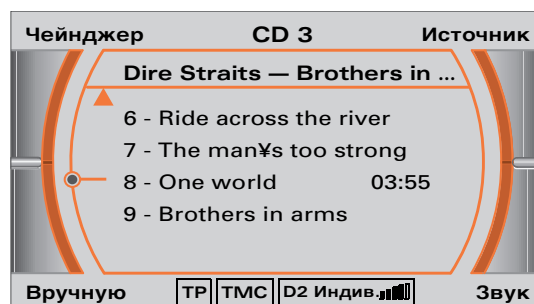 Чейнджер CD 3 Источник
Dire Straits — Brothers in ...
6 - Ride across the river
7 - The man¥s too strong
8 - One world 03:55
9 - Brothers in arms
Вручную TP TMC D2 Индив. Звук